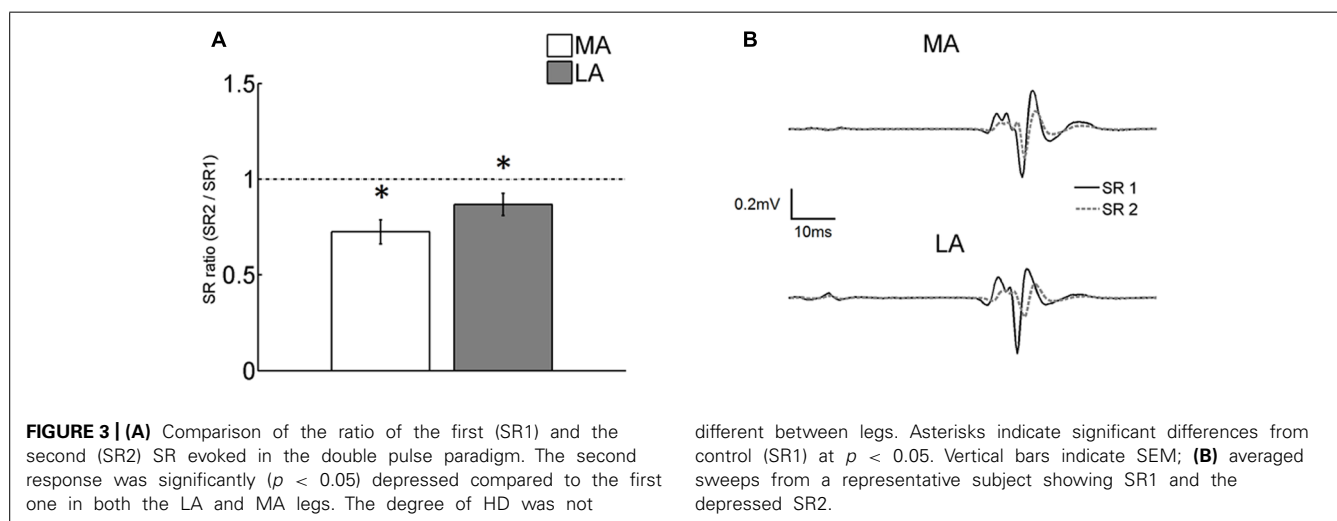 A
MA
LA
1.5
1
0.5
0
SR ratio (SR2 / SR1)
*
*
B
MA
0.2mV
10ms
SR 1
SR 2
LA
FIGURE 3 | (A) Comparison of the ratio of the first (SR1) and the
second (SR2) SR evoked in the double pulse paradigm. The second
response was significantly (p < 0.05) depressed compared to the first
one in both the LA and MA legs. The degree of HD was not
different between legs. Asterisks indicate significant differences from
control (SR1) at p < 0.05. Vertical bars indicate SEM; (B) averaged
sweeps from a representative subject showing SR1 and the
depressed SR2.